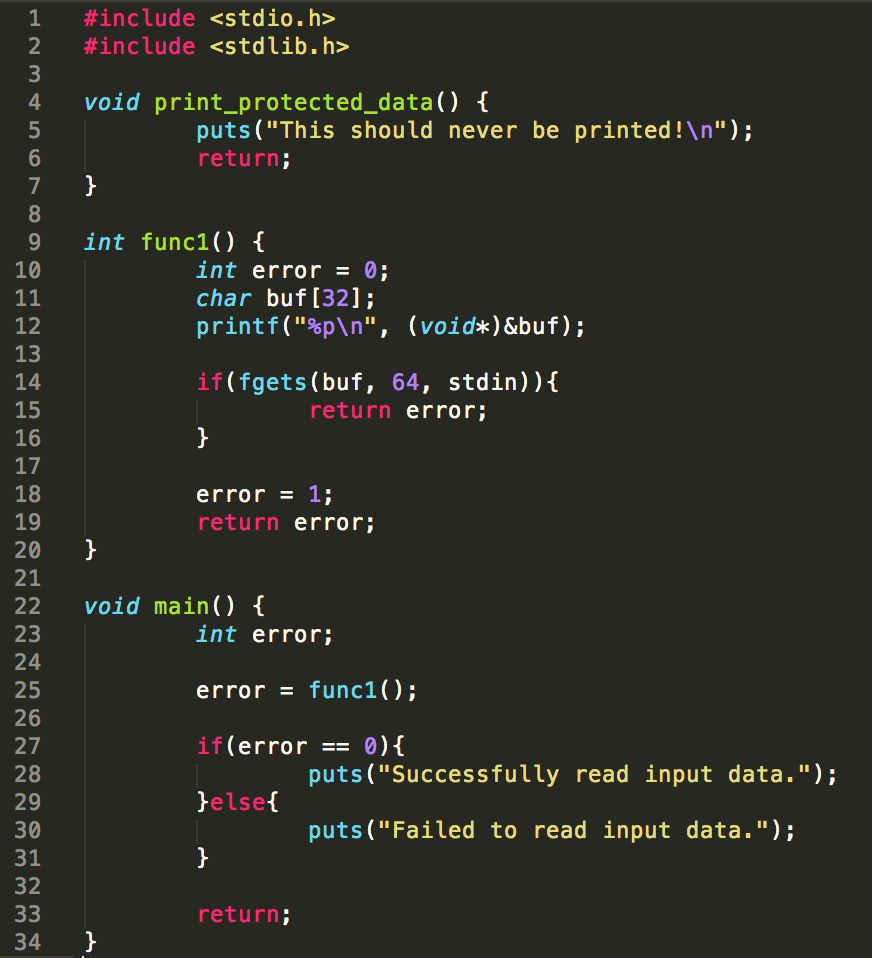 1 #include <stdio.h>
2 #include <stdlib.h>
3
4 void print_protected_data() {
5         puts("This should never be printed!\n");
6         return;
7 }
8
9 int func1() {
10         int error = 0;
11         char buf[32];
12         printf("%p\n", (void*)&buf);
13
14         if(fgets(buf, 64, stdin)){
15                 return error;
16         }
17
18         error = 1;
19         return error;
20 }
21
22 void main() {
23         int error;
24
25         error = func1();
26
27         if(error == 0){
28                 puts("Successfully read input data.");
29         }else{
30                 puts("Failed to read input data.");
31         }
32
33         return;
34 }